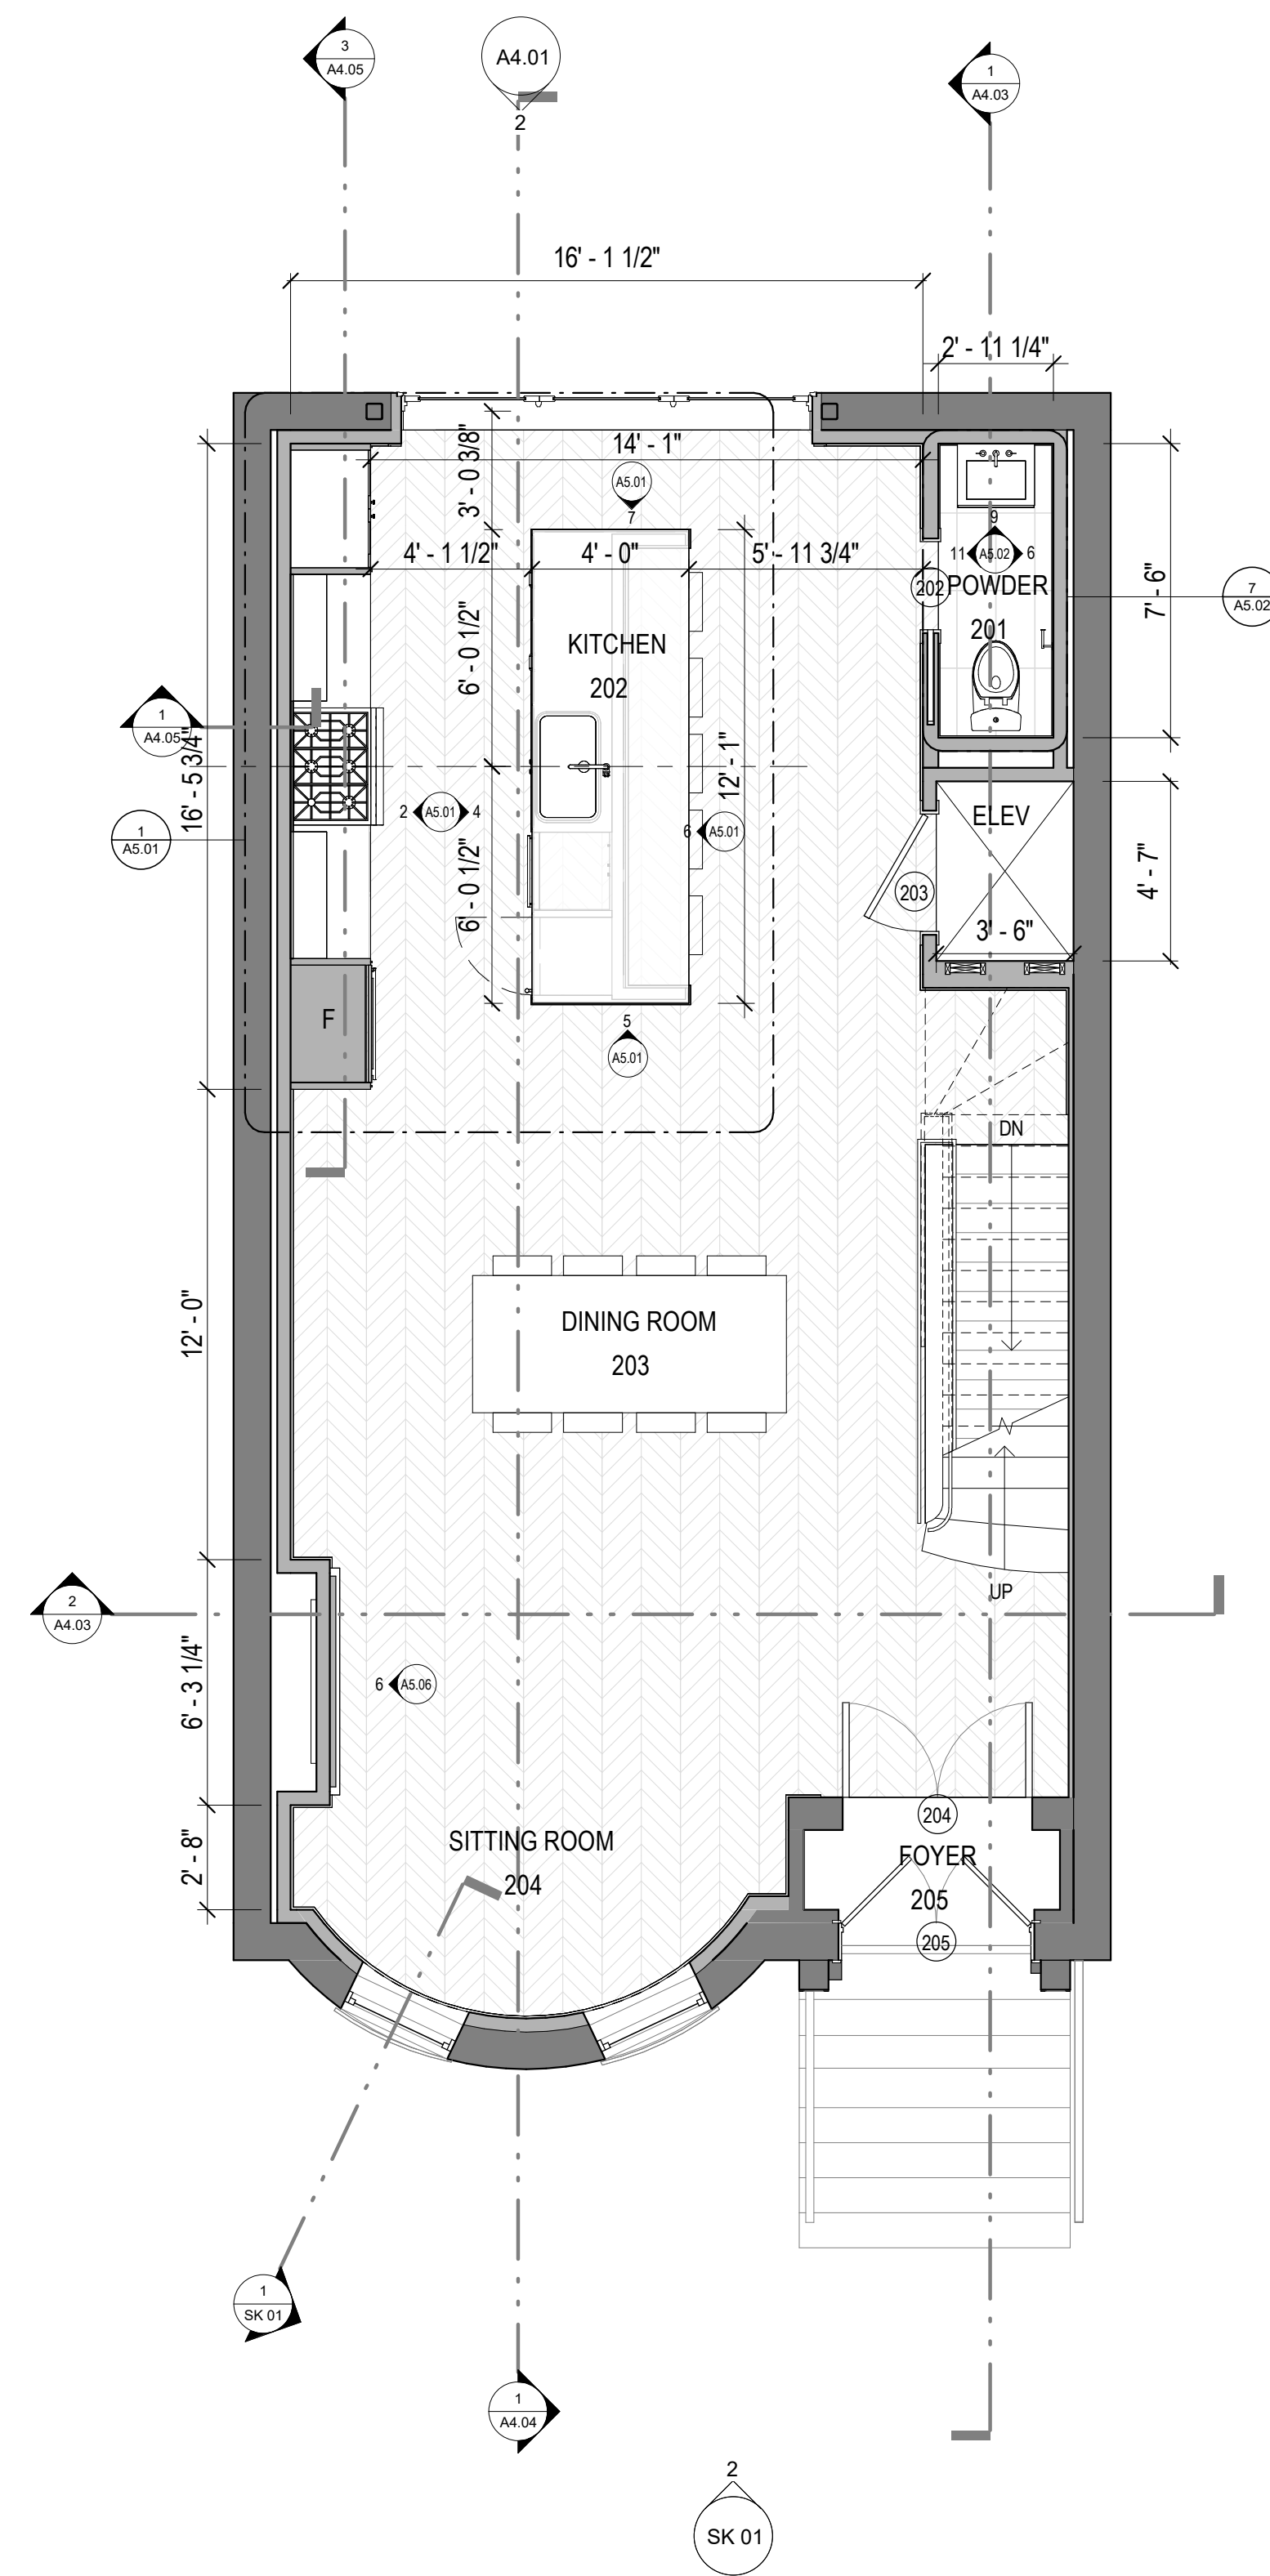 3
A4.05
A4.01
2
1
A4.03
16' - 1 1/2"
2' - 11 1/4"
14' - 1"
3' - 0 3/8"
A5.01
7
4' - 1 1/2"
4' - 0"
5' - 11 3/4"
9
11 A5.02 6
202
POWDER
201
7' - 6"
7
A5.02
6' - 0 1/2"
KITCHEN
202
1
A4.05
16' - 5 3/4"
12' - 1"
2 A5.01 4
6 A5.01
1
A5.01
ELEV
203
4' - 7"
3' - 6"
6' - 0 1/2"
F
5
A5.01
DN
12' - 0"
DINING ROOM
203
UP
2
A4.03
6' - 3 1/4"
6 A5.06
204
2' - 8"
SITTING ROOM
204
FOYER
205
205
1
SK 01
1
A4.04
2
SK 01